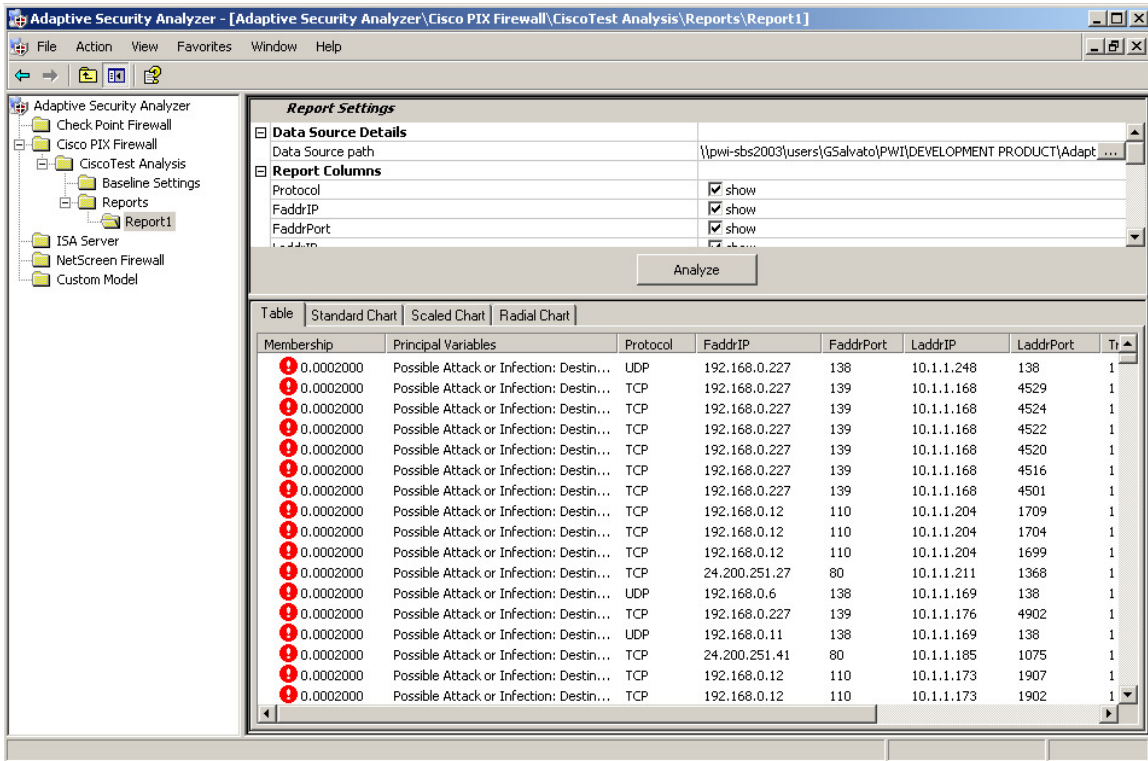 Adaptive Security Analyzer - [Adaptive Security Analyzer\Cisco PIX Firewall\CiscoTest Analysis\Reports\Report1]
File Action View Favorites Window Help
Adaptive Security Analyzer
Check Point Firewall
Cisco PIX Firewall
CiscoTest Analysis
Baseline Settings
Reports
Report1
ISA Server
NetScreen Firewall
Custom Model
Report Settings
Data Source Details
Data Source path \\pwi-sbs2003\users\GSalvato\PWI\DEVELOPMENT PRODUCT\Adapt ...
Report Columns
Protocol show
FaddrIP show
FaddrPort show
LaddrIP show
Analyze
Table Standard Chart Scaled Chart Radial Chart
Membership Principal Variables Protocol FaddrIP FaddrPort LaddrIP LaddrPort Tr
0.0002000 Possible Attack or Infection: Destin... UDP 192.168.0.227 138 10.1.1.248 138 1
0.0002000 Possible Attack or Infection: Destin... TCP 192.168.0.227 139 10.1.1.168 4529 1
0.0002000 Possible Attack or Infection: Destin... TCP 192.168.0.227 139 10.1.1.168 4524 1
0.0002000 Possible Attack or Infection: Destin... TCP 192.168.0.227 139 10.1.1.168 4522 1
0.0002000 Possible Attack or Infection: Destin... TCP 192.168.0.227 139 10.1.1.168 4520 1
0.0002000 Possible Attack or Infection: Destin... TCP 192.168.0.227 139 10.1.1.168 4516 1
0.0002000 Possible Attack or Infection: Destin... TCP 192.168.0.227 139 10.1.1.168 4501 1
0.0002000 Possible Attack or Infection: Destin... TCP 192.168.0.12 110 10.1.1.204 1709 1
0.0002000 Possible Attack or Infection: Destin... TCP 192.168.0.12 110 10.1.1.204 1704 1
0.0002000 Possible Attack or Infection: Destin... TCP 192.168.0.12 110 10.1.1.204 1699 1
0.0002000 Possible Attack or Infection: Destin... TCP 24.200.251.27 80 10.1.1.211 1368 1
0.0002000 Possible Attack or Infection: Destin... UDP 192.168.0.6 138 10.1.1.169 138 1
0.0002000 Possible Attack or Infection: Destin... TCP 192.168.0.227 139 10.1.1.176 4902 1
0.0002000 Possible Attack or Infection: Destin... UDP 192.168.0.11 138 10.1.1.169 138 1
0.0002000 Possible Attack or Infection: Destin... TCP 24.200.251.41 80 10.1.1.185 1075 1
0.0002000 Possible Attack or Infection: Destin... TCP 192.168.0.12 110 10.1.1.173 1907 1
0.0002000 Possible Attack or Infection: Destin... TCP 192.168.0.12 110 10.1.1.173 1902 1